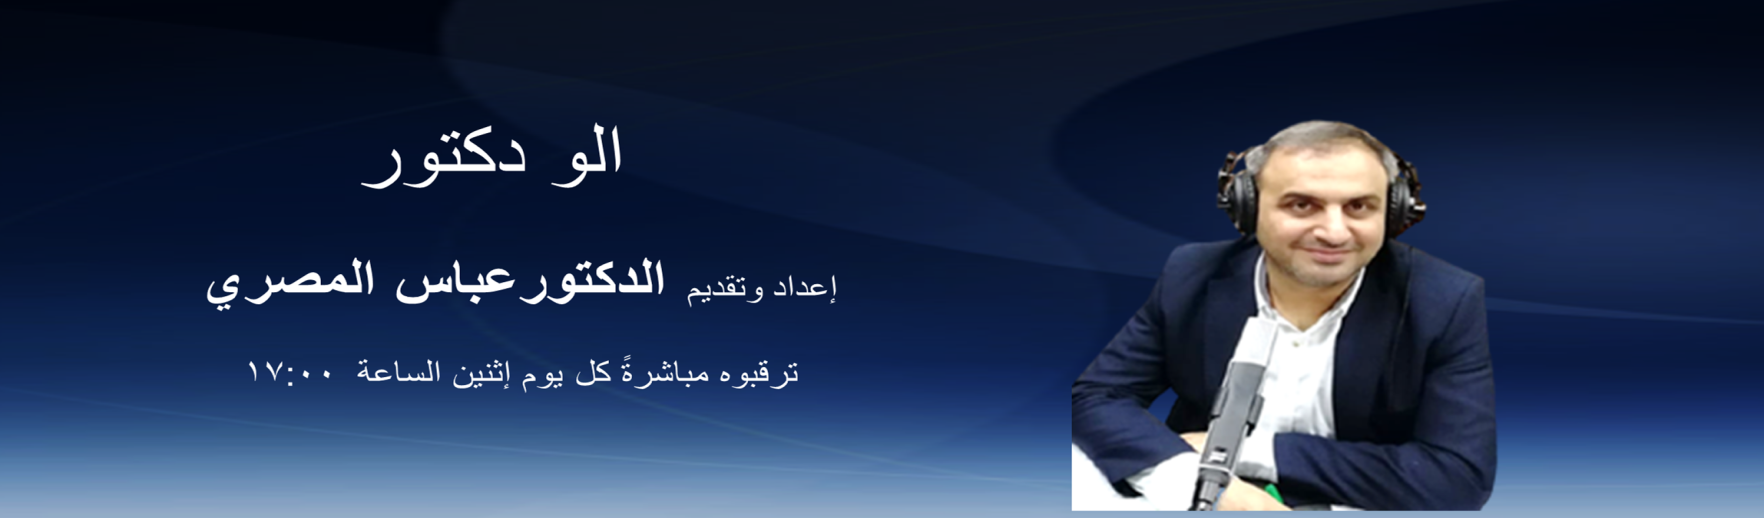 الو دكتور
إعداد وتقديم الدكتورعباس المصري
ترقبوه مباشرةً كل يوم إثنين الساعة ١٧:٠٠